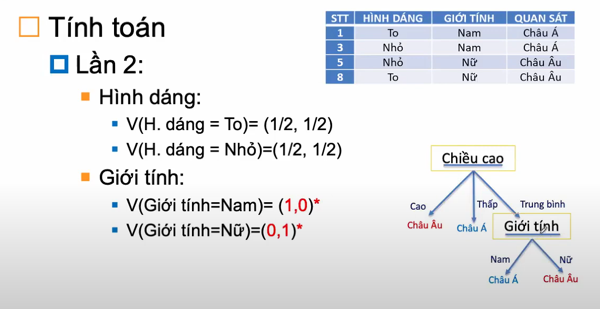 Tính toán
Lần 2:
Hình dáng:
V(H. dáng = To)= (1/2, 1/2)
V(H. dáng = Nhỏ)=(1/2, 1/2)
Giới tính:
V(Giới tính=Nam)= (1,0)*
V(Giới tính=Nữ)=(0,1)*
STT HÌNH DÁNG GIỚI TÍNH QUAN SÁT
1 To Nam Châu Á
3 Nhỏ Nam Châu Á
5 Nhỏ Nữ Châu Âu
8 To Nữ Châu Âu
Chiều cao
Cao Thấp Trung bình
Châu Âu Châu Á Giới tính
Nam Nữ
Châu Á Châu Âu